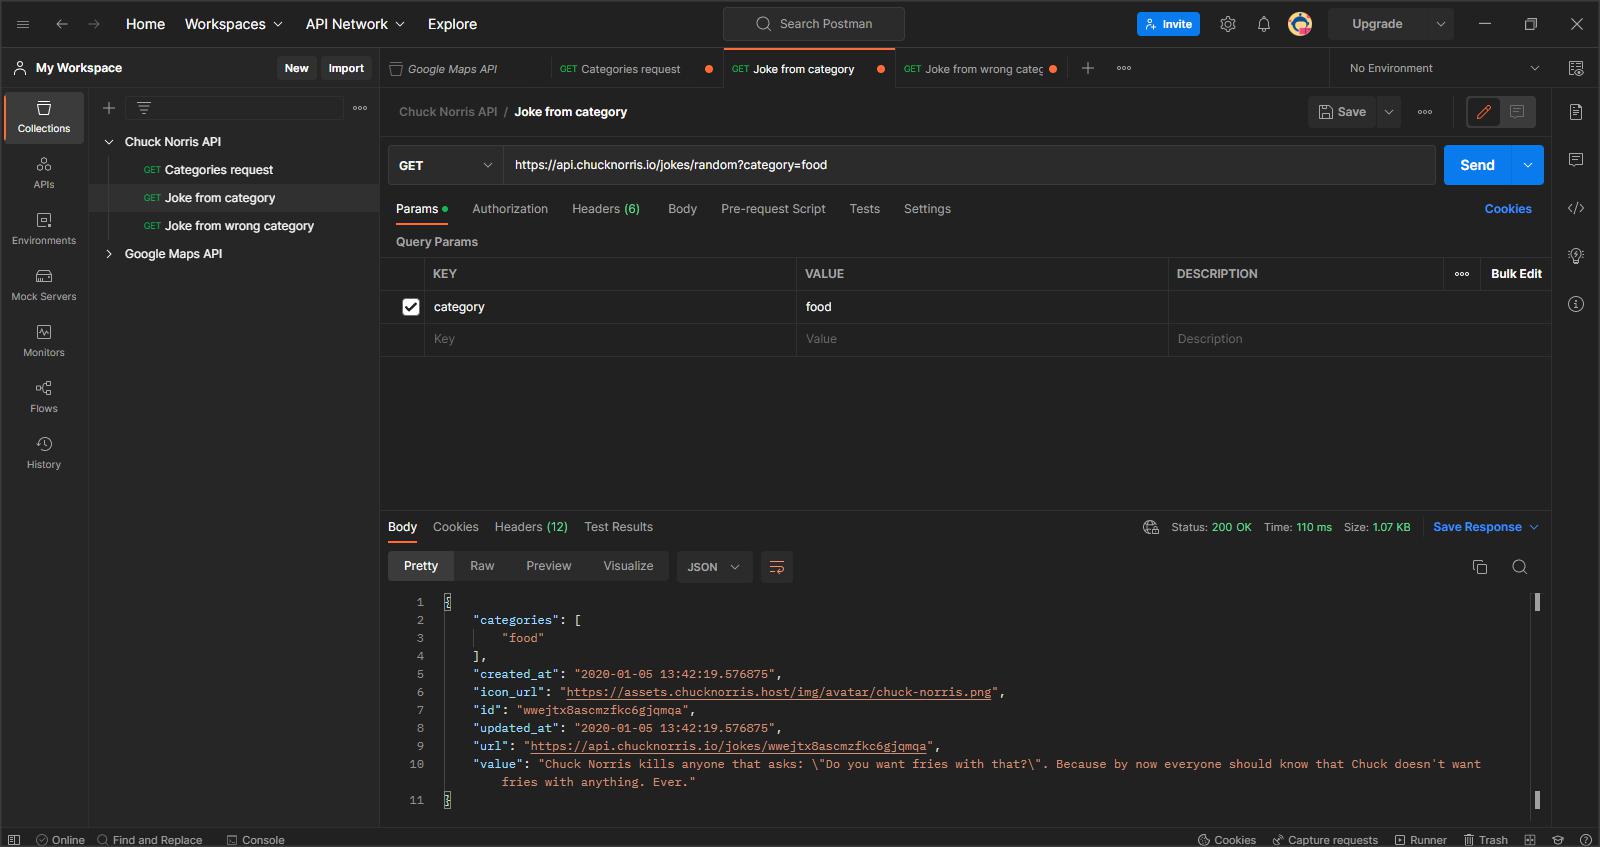 Home Workspaces API Network Explore Search Postman Invite Upgrade
My Workspace New Import Google Maps API GET Categories request GET Joke from category GET Joke from wrong categ No Environment
Collections
APIs
Environments
Mock Servers
Monitors
Flows
History
Chuck Norris API
GET Categories request
GET Joke from category
GET Joke from wrong category
Google Maps API
Chuck Norris API / Joke from category Save
GET https://api.chucknorris.io/jokes/random?category=food Send
Params Authorization Headers (6) Body Pre-request Script Tests Settings Cookies
Query Params
KEY VALUE DESCRIPTION Bulk Edit
category food
Key Value Description
Body Cookies Headers (12) Test Results Status: 200 OK Time: 110 ms Size: 1.07 KB Save Response
Pretty Raw Preview Visualize JSON
1 {
2 "categories": [
3 "food"
4 ],
5 "created_at": "2020-01-05 13:42:19.576875",
6 "icon_url": "https://assets.chucknorris.host/img/avatar/chuck-norris.png",
7 "id": "wwejtx8ascmzfkc6gjqmqa",
8 "updated_at": "2020-01-05 13:42:19.576875",
9 "url": "https://api.chucknorris.io/jokes/wwejtx8ascmzfkc6gjqmqa",
10 "value": "Chuck Norris kills anyone that asks: \"Do you want fries with that?\". Because by now everyone should know that Chuck doesn't want
fries with anything. Ever."
11 }
Online Find and Replace Console Cookies Capture requests Runner Trash